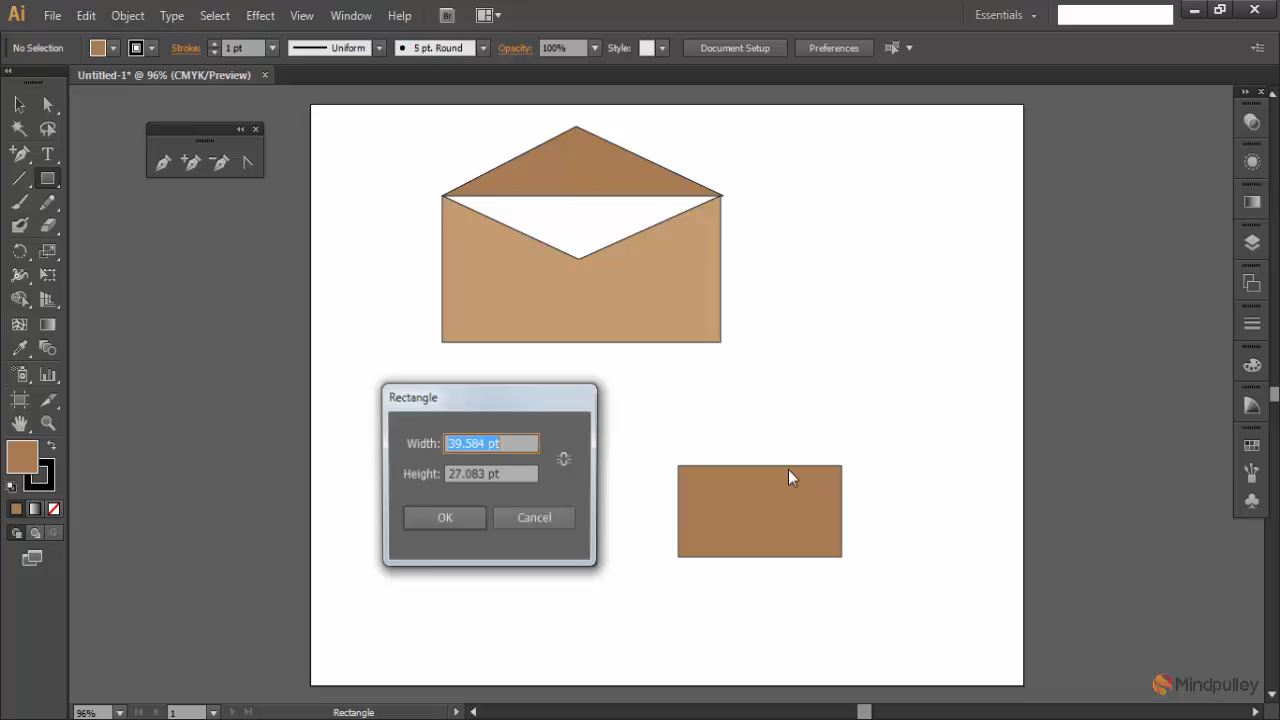 Ai File Edit Object Type Select Effect View Window Help Br Essentials
No Selection Stroke: 1 pt Uniform 5 pt. Round Opacity: 100% Style: Document Setup Preferences
Untitled-1* @ 96% (CMYK/Preview)
Rectangle
Width: 39.584 pt
Height: 27.083 pt
OK Cancel
Mindpulley
96% 1 Rectangle